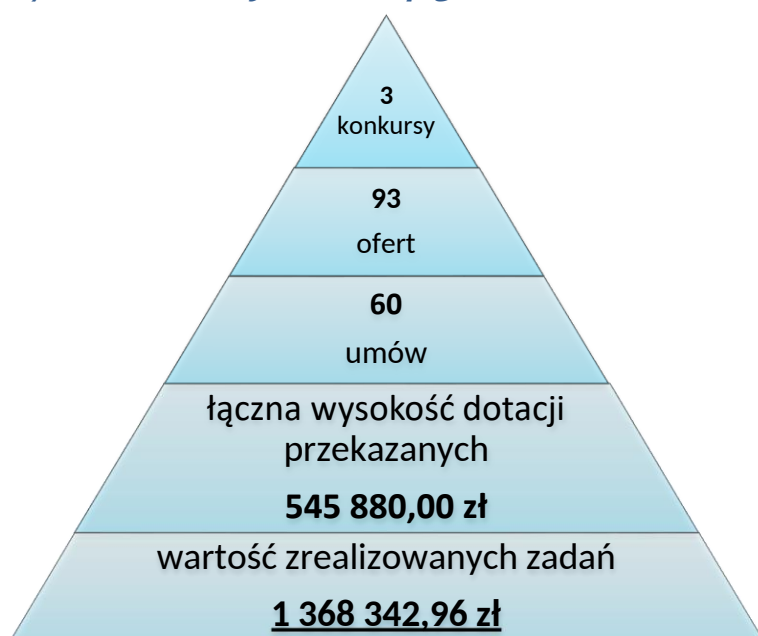 3
konkursy
93
ofert
60
umów
łączna wysokość dotacji
przekazanych
545 880,00 zł
wartość zrealizowanych zadań
1 368 342,96 zł